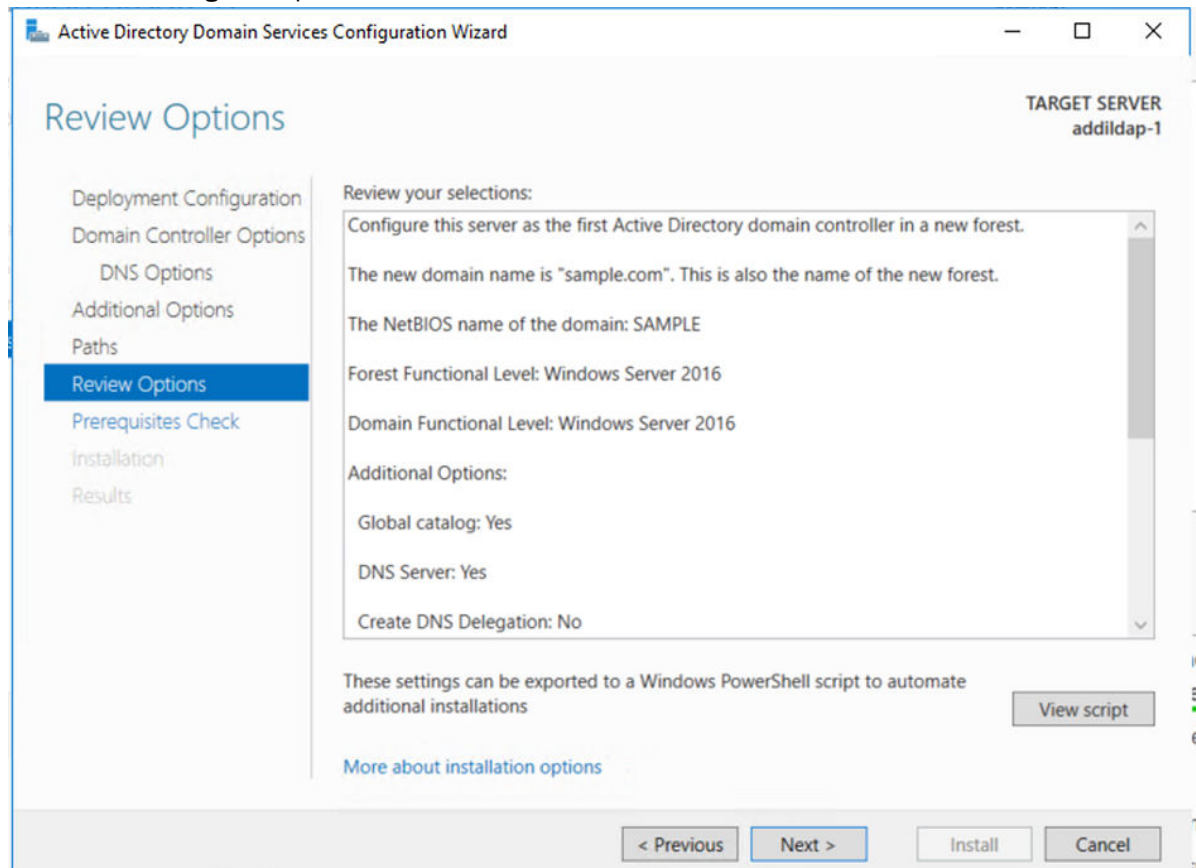 Active Directory Domain Services Configuration Wizard
Review Options
TARGET SERVER
addildap-1
Deployment Configuration
Domain Controller Options
DNS Options
Additional Options
Paths
Review Options
Prerequisites Check
Installation
Results
Review your selections:
Configure this server as the first Active Directory domain controller in a new forest.
The new domain name is "sample.com". This is also the name of the new forest.
The NetBIOS name of the domain: SAMPLE
Forest Functional Level: Windows Server 2016
Domain Functional Level: Windows Server 2016
Additional Options:
Global catalog: Yes
DNS Server: Yes
Create DNS Delegation: No
These settings can be exported to a Windows PowerShell script to automate
additional installations
View script
More about installation options
< Previous
Next >
Install
Cancel